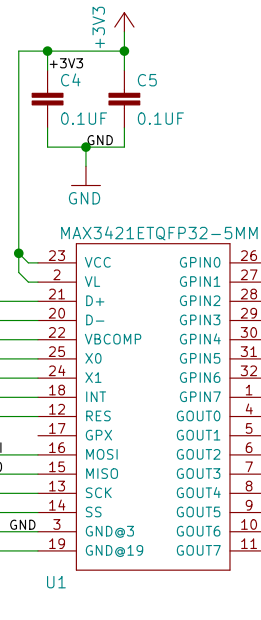 +3V3
+3V3
C4 C5
0.1UF 0.1UF
GND
GND
MAX3421ETQFP32-5MM
23 VCC GPIN0 26
2 VL GPIN1 27
21 D+ GPIN2 28
20 D- GPIN3 29
22 VBCOMP GPIN4 30
25 X0 GPIN5 31
24 X1 GPIN6 32
18 INT GPIN7 1
12 RES GOUT0 4
17 GPX GOUT1 5
16 MOSI GOUT2 6
15 MISO GOUT3 7
13 SCK GOUT4 8
14 SS GOUT5 9
GND 3 GND@3 GOUT6 10
19 GND@19 GOUT7 11
U1